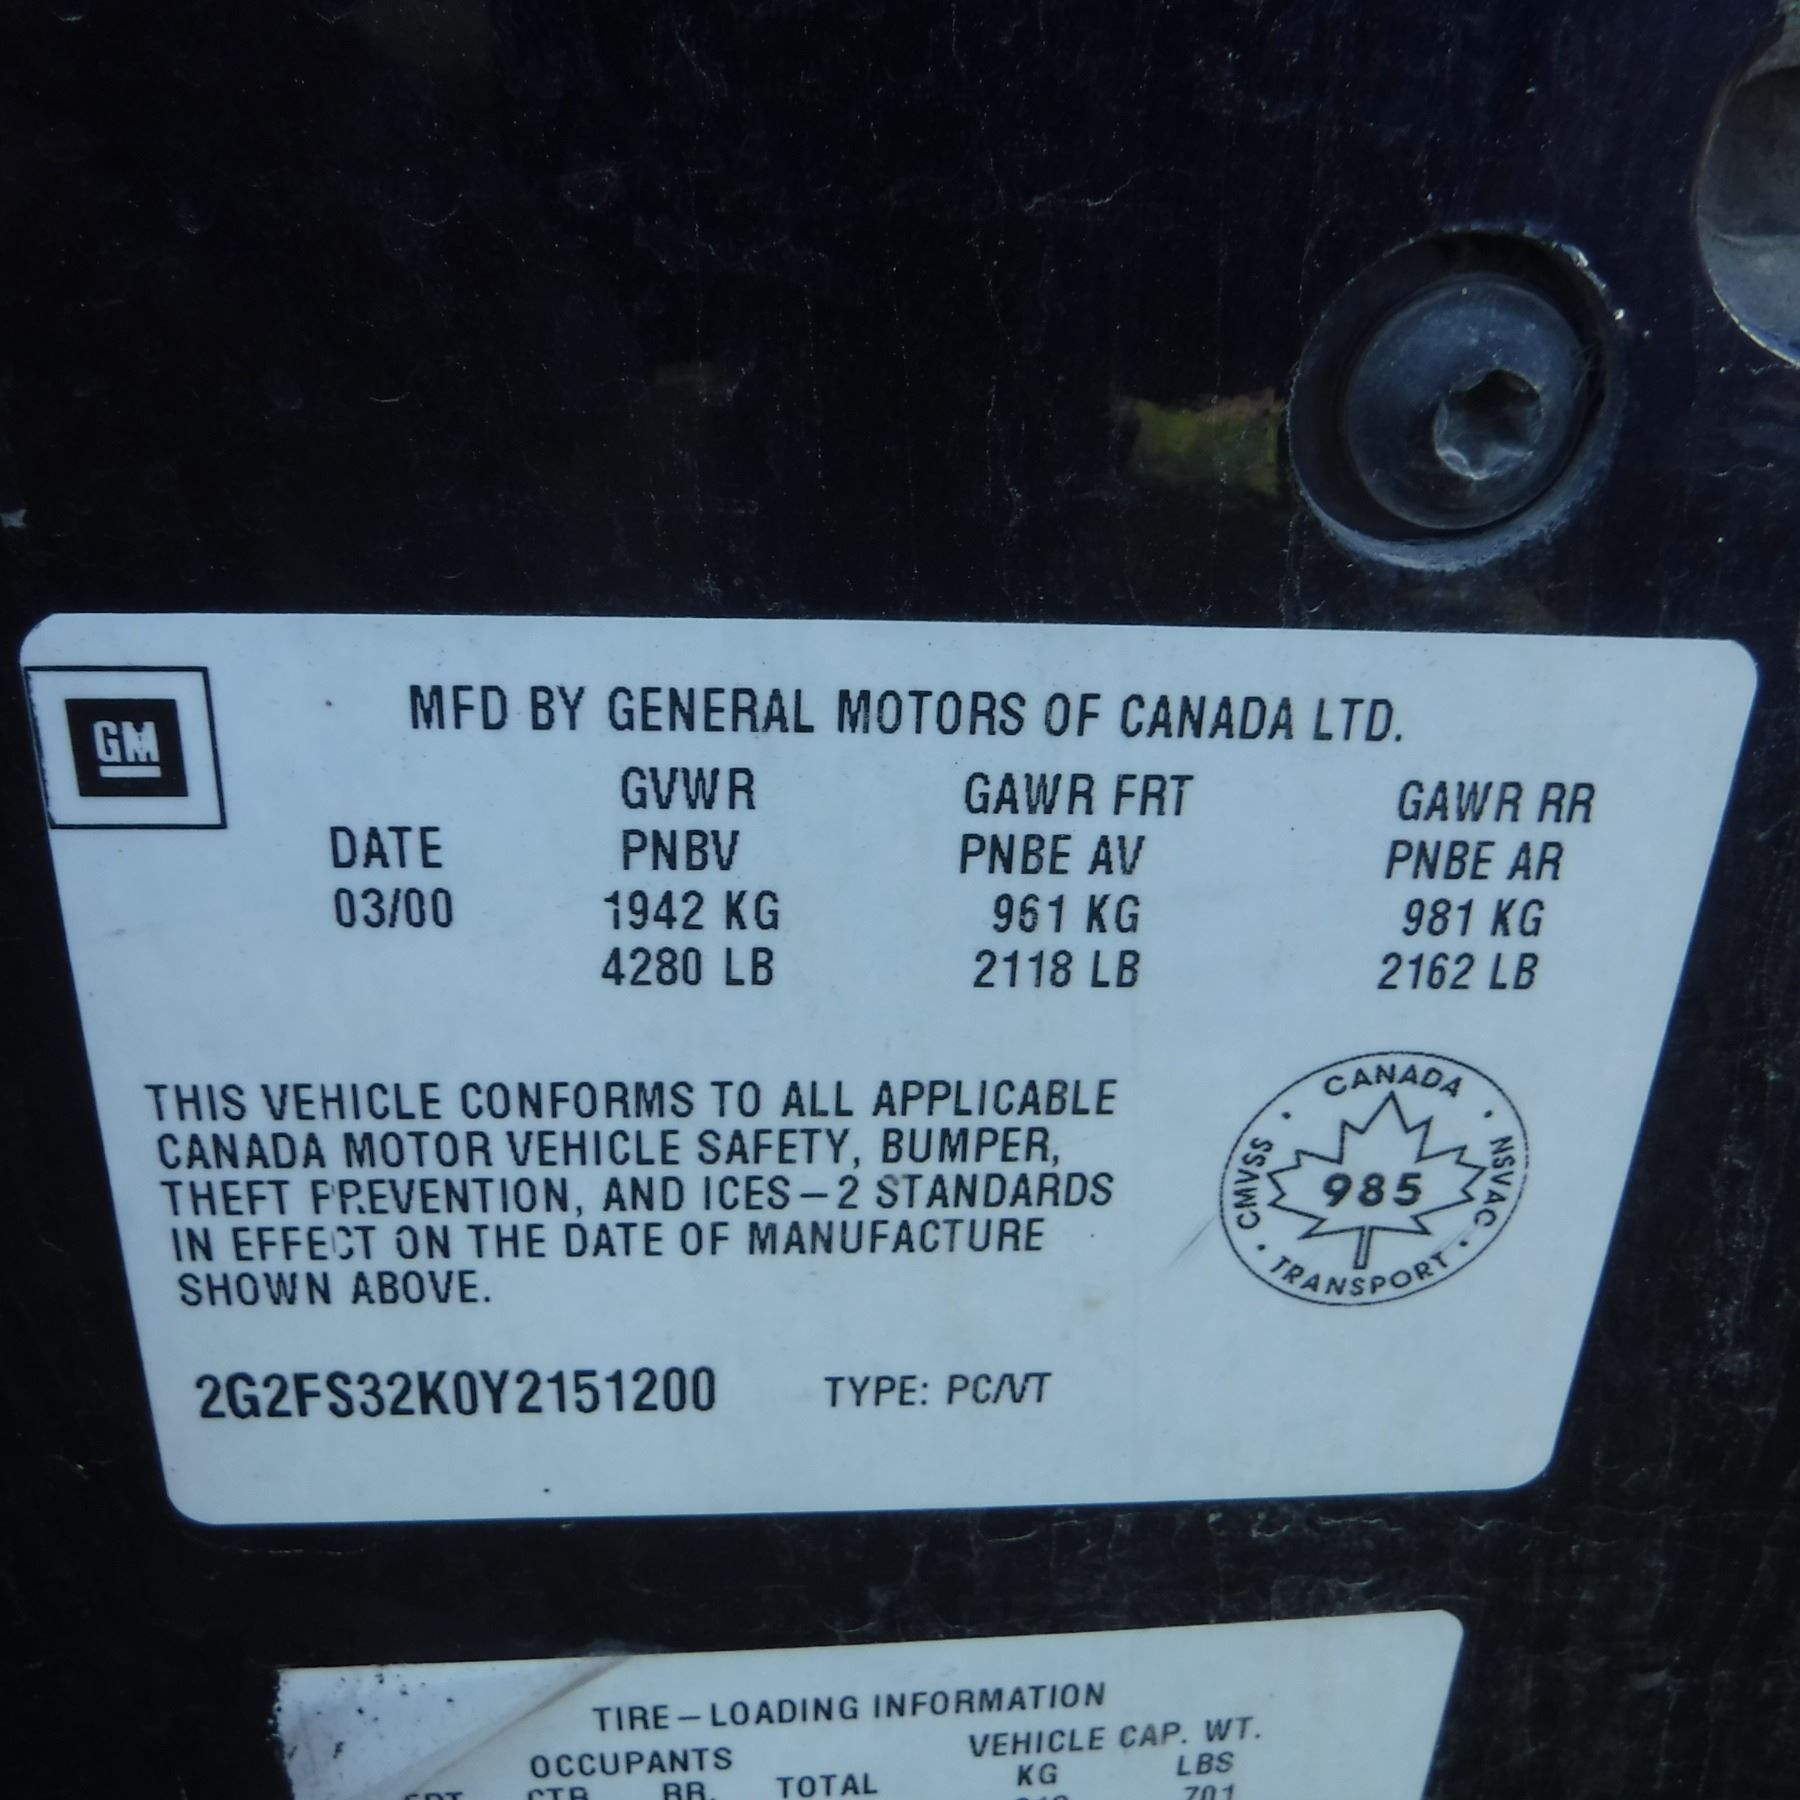 GM
MFD BY GENERAL MOTORS OF CANADA LTD.
GVWR GAWR FRT GAWR RR
DATE PNBV PNBE AV PNBE AR
03/00 1942 KG 961 KG 981 KG
4280 LB 2118 LB 2162 LB
THIS VEHICLE CONFORMS TO ALL APPLICABLE
CANADA MOTOR VEHICLE SAFETY, BUMPER,
THEFT PREVENTION, AND ICES-2 STANDARDS
IN EFFECT ON THE DATE OF MANUFACTURE
SHOWN ABOVE.
CANADA
CMVSS 985 NSVAC
TRANSPORT
2G2FS32K0Y2151200 TYPE: PC/VT
TIRE-LOADING INFORMATION
OCCUPANTS VEHICLE CAP. WT.
CTR. RR. TOTAL KG LBS
701